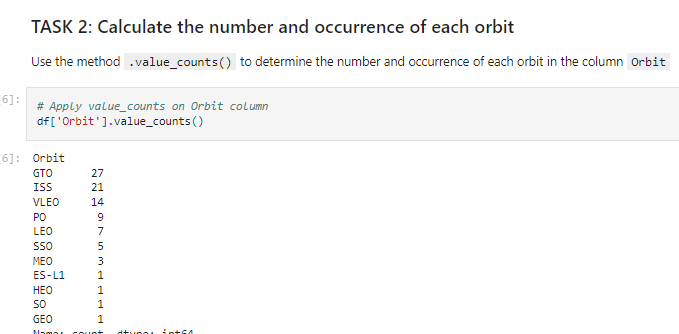 TASK 2: Calculate the number and occurrence of each orbit
Use the method .value_counts() to determine the number and occurrence of each orbit in the column Orbit
6]: # Apply value_counts on Orbit column
df['Orbit'].value_counts()
6]: Orbit
GTO 27
ISS 21
VLEO 14
PO 9
LEO 7
SSO 5
MEO 3
ES-L1 1
HEO 1
SO 1
GEO 1
Name: count, dtype: int64